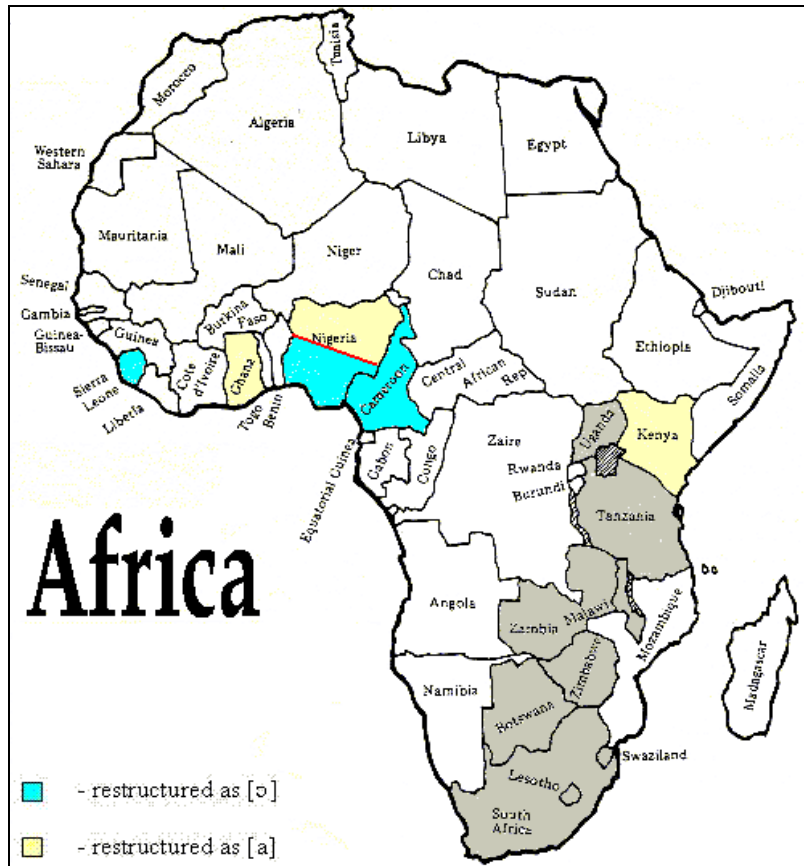 Morocco
Tunisia
Algeria
Libya
Egypt
Western
Sahara
Mauritania
Mali
Niger
Chad
Sudan
Djibouti
Senegal
Gambia
Guinea-
Bissau
Guinea
Burkina
Faso
Nigeria
Ethiopia
Somalia
Sierra
Leone
Liberia
Cote
d'Ivoire
Ghana
Togo
Benin
Cameroon
Central
African
Rep
Equatorial Guinea
Gabon
Congo
Zaire
Uganda
Kenya
Rwanda
Burundi
Tanzania
Africa
Angola
Zambia
Malawi
Mozambique
Madagascar
Namibia
Zimbabwe
Botswana
Swaziland
Lesotho
South
Africa
- restructured as [ɔ]
- restructured as [a]